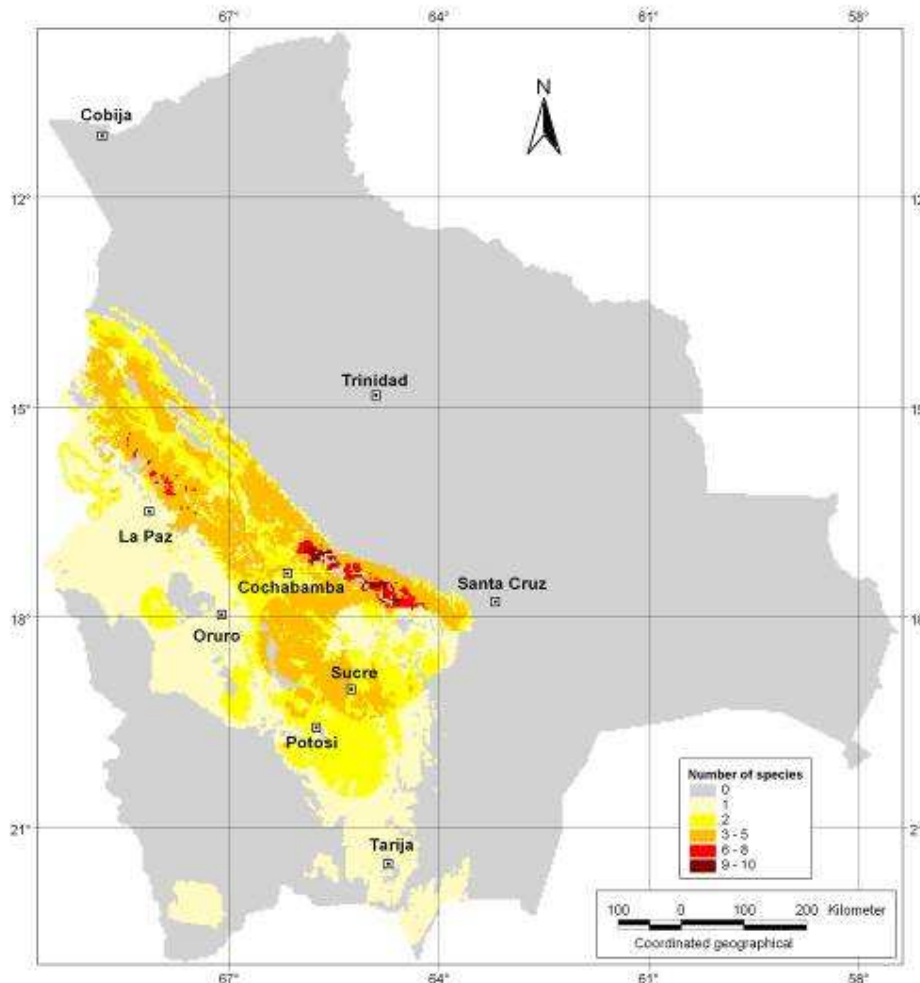 67° 64° 61° 58°
N
Cobija
12° 12
Trinidad
15° 15
La Paz
Cochabamba
Santa Cruz
18° 18
Oruro
Sucre
Potosi
Number of species
0
1
2
3 - 5
6 - 8
9 - 10
21° 2
Tarija
100 0 100 200 Kilometer
Coordinated geographical
67° 64° 61° 58°